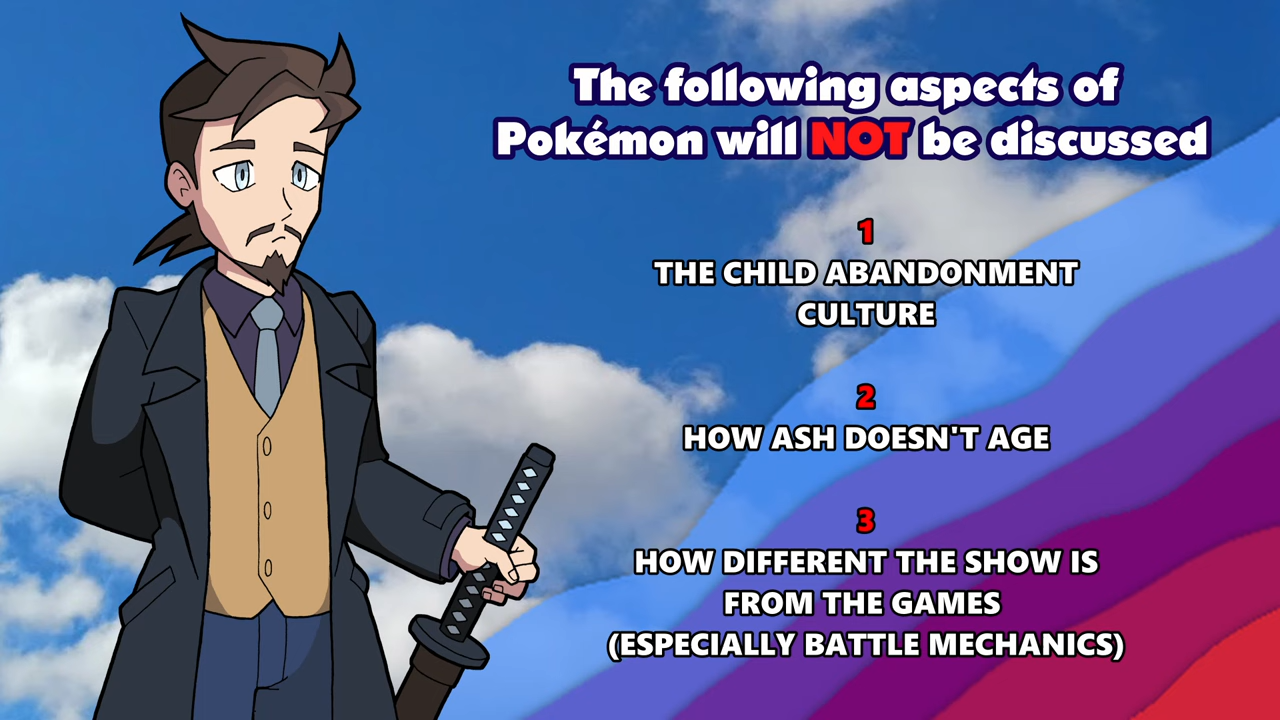 The following aspects of
Pokémon will NOT be discussed
1
THE CHILD ABANDONMENT
CULTURE
2
HOW ASH DOESN'T AGE
3
HOW DIFFERENT THE SHOW IS
FROM THE GAMES
(ESPECIALLY BATTLE MECHANICS)